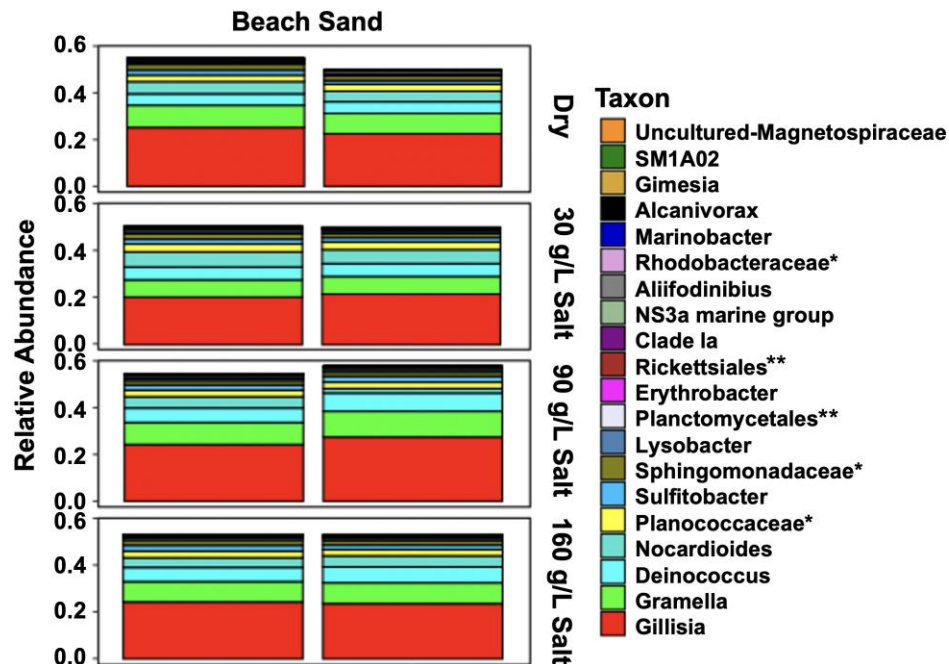 Beach Sand
Relative Abundance
0.6
0.4
0.2
0.0
Dry
0.6
0.4
0.2
0.0
30 g/L Salt
0.6
0.4
0.2
0.0
90 g/L Salt
0.6
0.4
0.2
0.0
160 g/L Salt
Taxon
Uncultured-Magnetospiraceae
SM1A02
Gimesia
Alcanivorax
Marinobacter
Rhodobacteraceae*
Aliifodinibius
NS3a marine group
Clade Ia
Rickettsiales**
Erythrobacter
Planctomycetales**
Lysobacter
Sphingomonadaceae*
Sulfitobacter
Planococcaceae*
Nocardioides
Deinococcus
Gramella
Gillisia